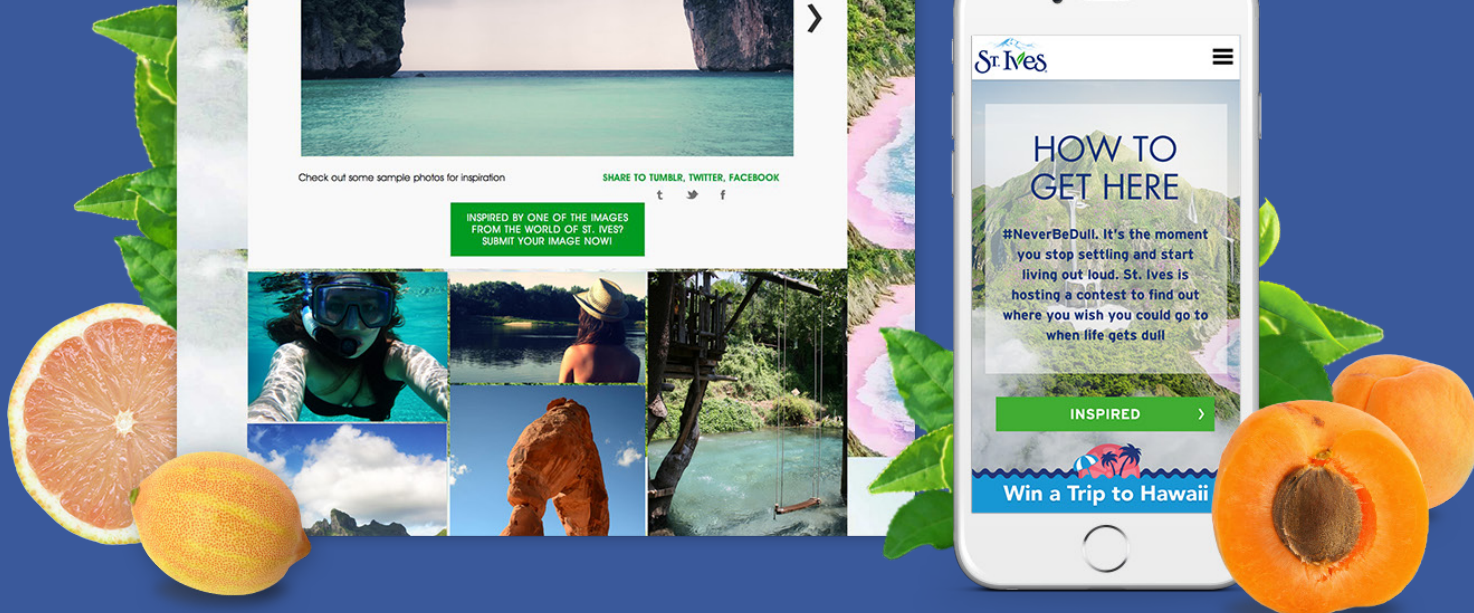 Check out some sample photos for inspiration
SHARE TO TUMBLR, TWITTER, FACEBOOK
INSPIRED BY ONE OF THE IMAGES
FROM THE WORLD OF ST. IVES?
SUBMIT YOUR IMAGE NOW!
ST. IVES
HOW TO
GET HERE
#NeverBeDull. It's the moment
you stop settling and start
living out loud. St. Ives is
hosting a contest to find out
where you wish you could go to
when life gets dull
INSPIRED
Win a Trip to Hawaii